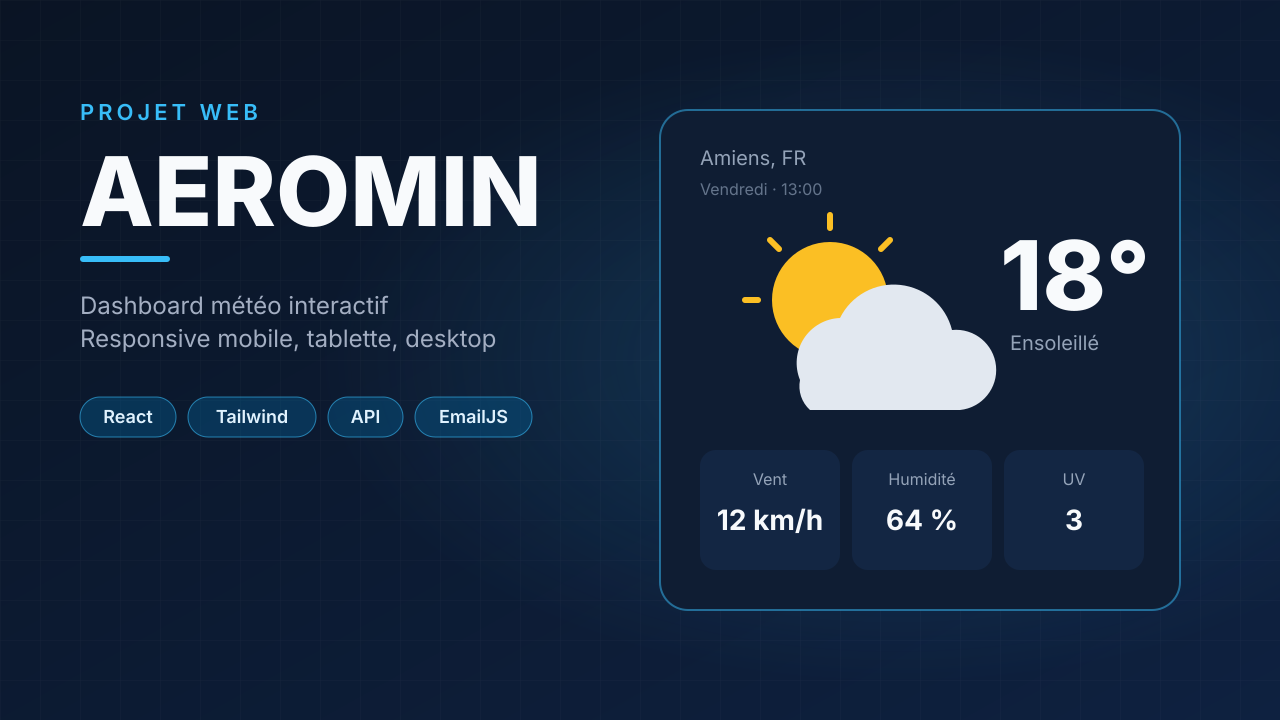 PROJET WEB
AEROMIN
Dashboard météo interactif
Responsive mobile, tablette, desktop
React
Tailwind
API
EmailJS
Amiens, FR
Vendredi · 13:00
18°
Ensoleillé
Vent
12 km/h
Humidité
64 %
UV
3